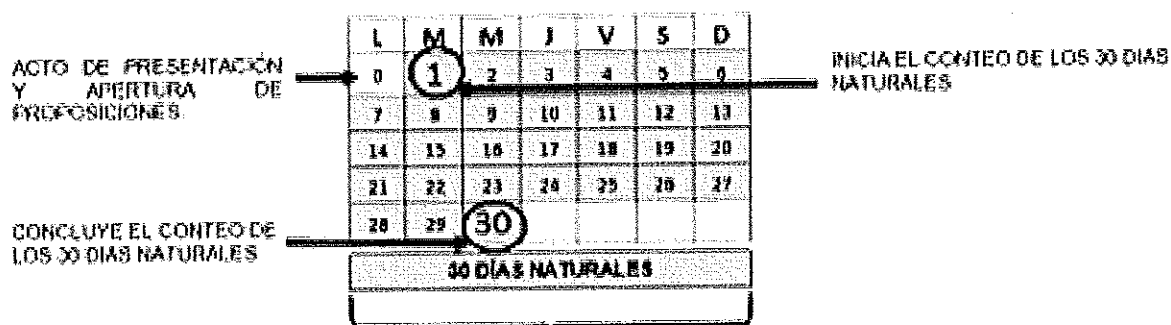 L M M J V S D
ACTO DE PRESENTACIÓN
Y APERTURA DE
PROPOSICIONES
0 1 2 3 4 5 6
INICIA EL CONTEO DE LOS 30 DIAS
NATURALES
7 8 9 10 11 12 13
14 15 16 17 18 19 20
21 22 23 24 25 26 27
28 29 30
CONCLUYE EL CONTEO DE
LOS 30 DIAS NATURALES
30 DÍAS NATURALES